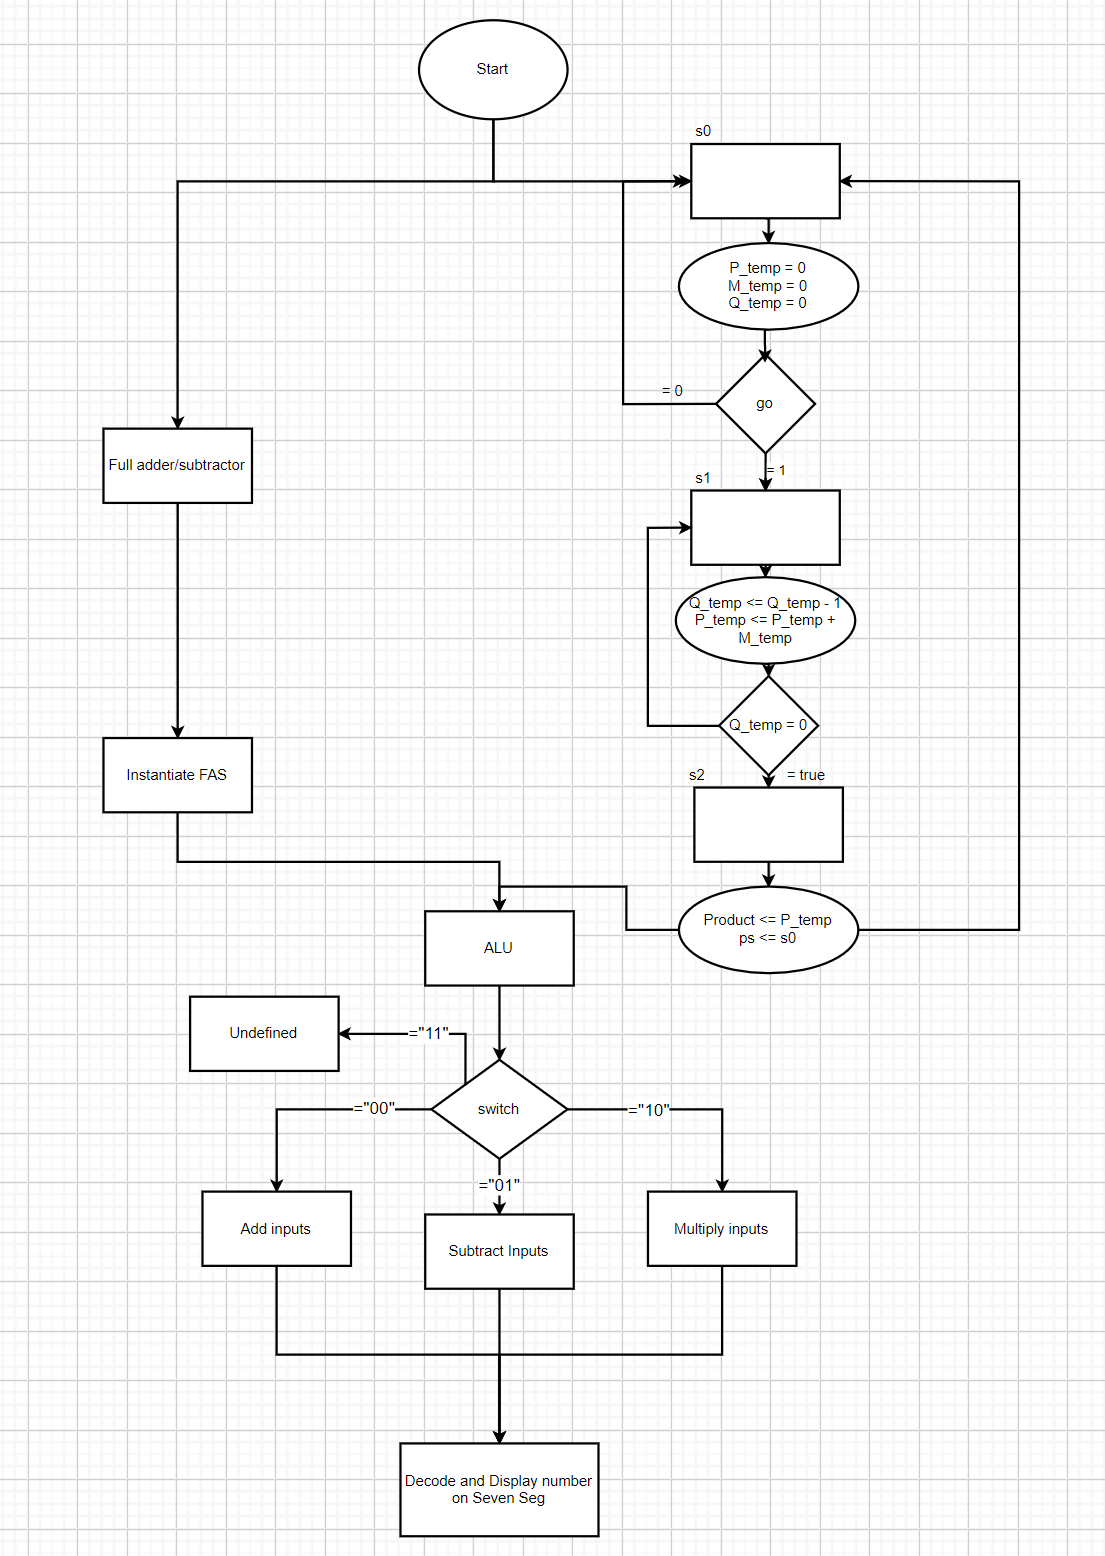 Start
s0
P_temp = 0
M_temp = 0
Q_temp = 0
= 0
go
= 1
Full adder/subtractor
s1
Q_temp <= Q_temp - 1
P_temp <= P_temp +
M_temp
Q_temp = 0
Instantiate FAS
s2
= true
Product <= P_temp
ps <= s0
ALU
Undefined
="11"
="00"
switch
="10"
="01"
Add inputs
Subtract Inputs
Multiply inputs
Decode and Display number
on Seven Seg